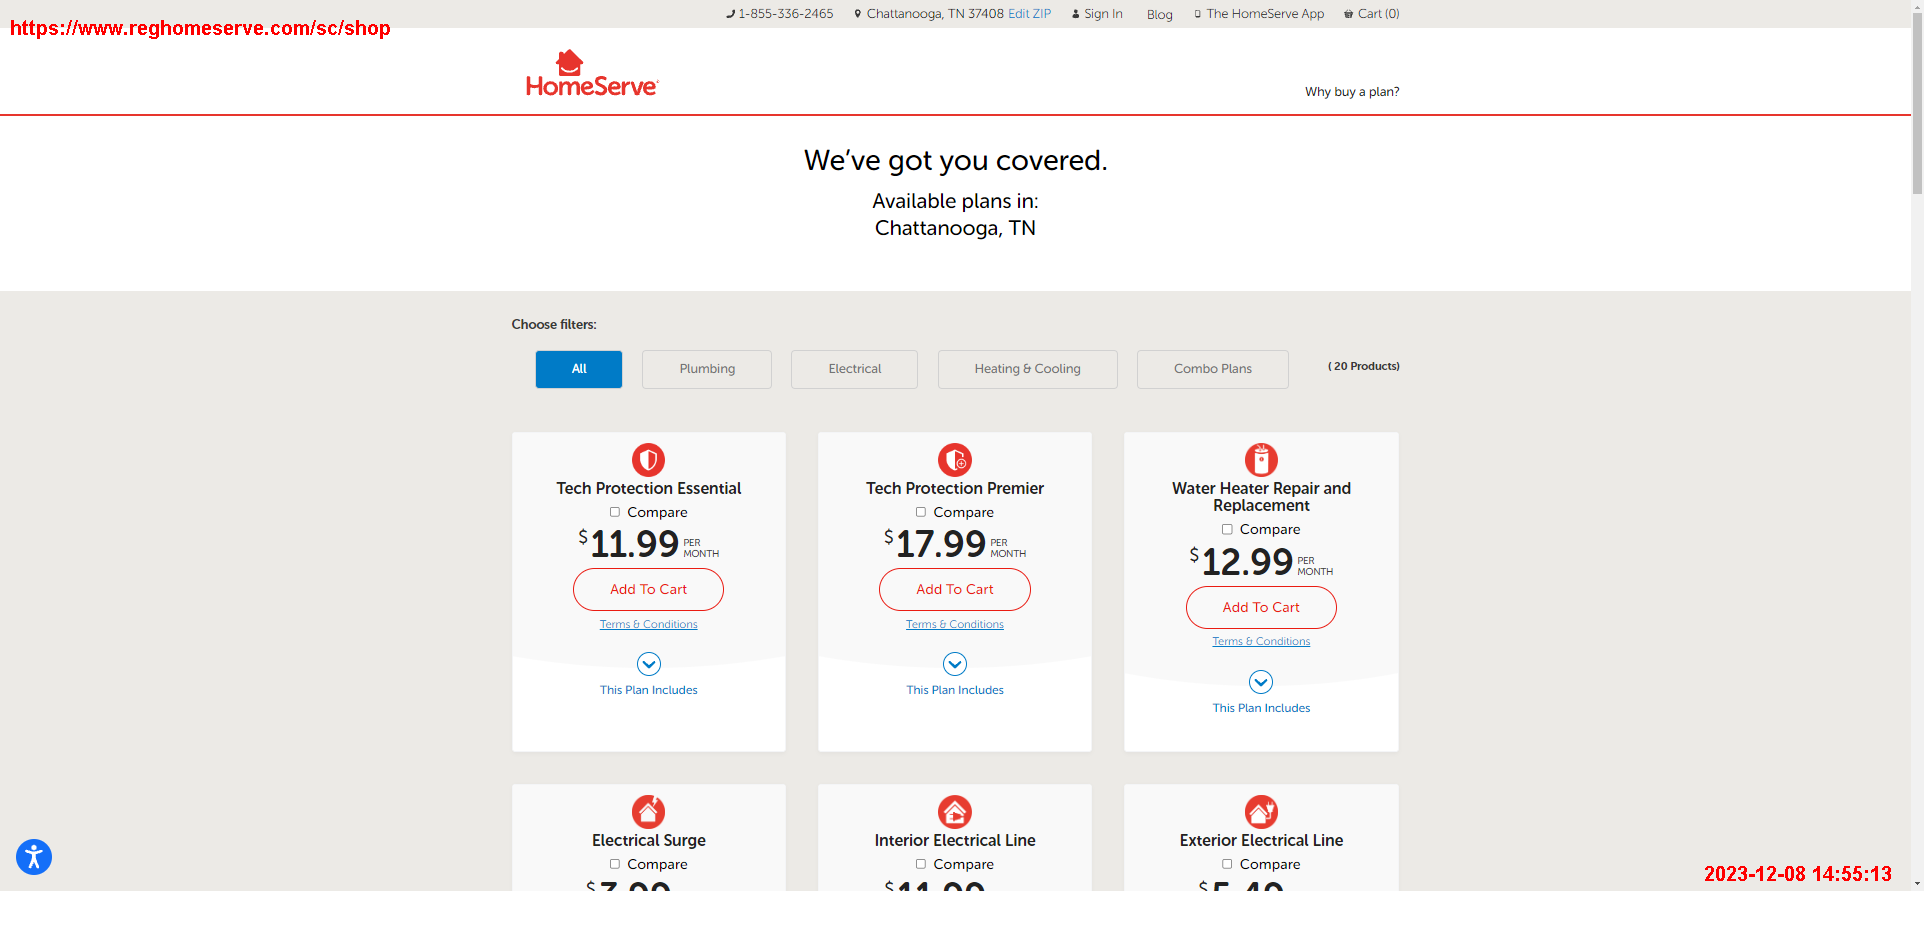 1-855-336-2465 Chattanooga, TN 37408 Edit ZIP Sign In Blog The HomeServe App Cart (0)
https://www.reghomeserve.com/sc/shop
HomeServe
Why buy a plan?
We've got you covered.
Available plans in:
Chattanooga, TN
Choose filters:
All Plumbing Electrical Heating & Cooling Combo Plans ( 20 Products)
Tech Protection Essential
Compare
$11.99 PER MONTH
Add To Cart
Terms & Conditions
This Plan Includes
Tech Protection Premier
Compare
$17.99 PER MONTH
Add To Cart
Terms & Conditions
This Plan Includes
Water Heater Repair and
Replacement
Compare
$12.99 PER MONTH
Add To Cart
Terms & Conditions
This Plan Includes
Electrical Surge
Compare
Interior Electrical Line
Compare
Exterior Electrical Line
Compare
2023-12-08 14:55:13